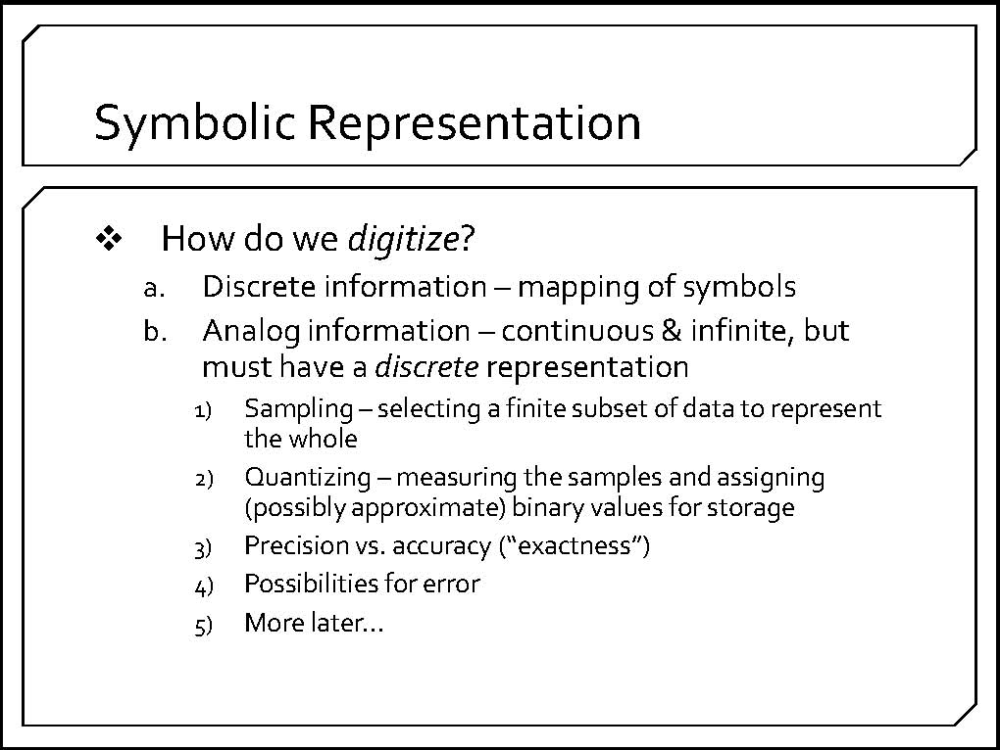 Symbolic Representation
❖ How do we digitize?
a. Discrete information – mapping of symbols
b. Analog information – continuous & infinite, but
must have a discrete representation
1) Sampling – selecting a finite subset of data to represent
the whole
2) Quantizing – measuring the samples and assigning
(possibly approximate) binary values for storage
3) Precision vs. accuracy (“exactness”)
4) Possibilities for error
5) More later…